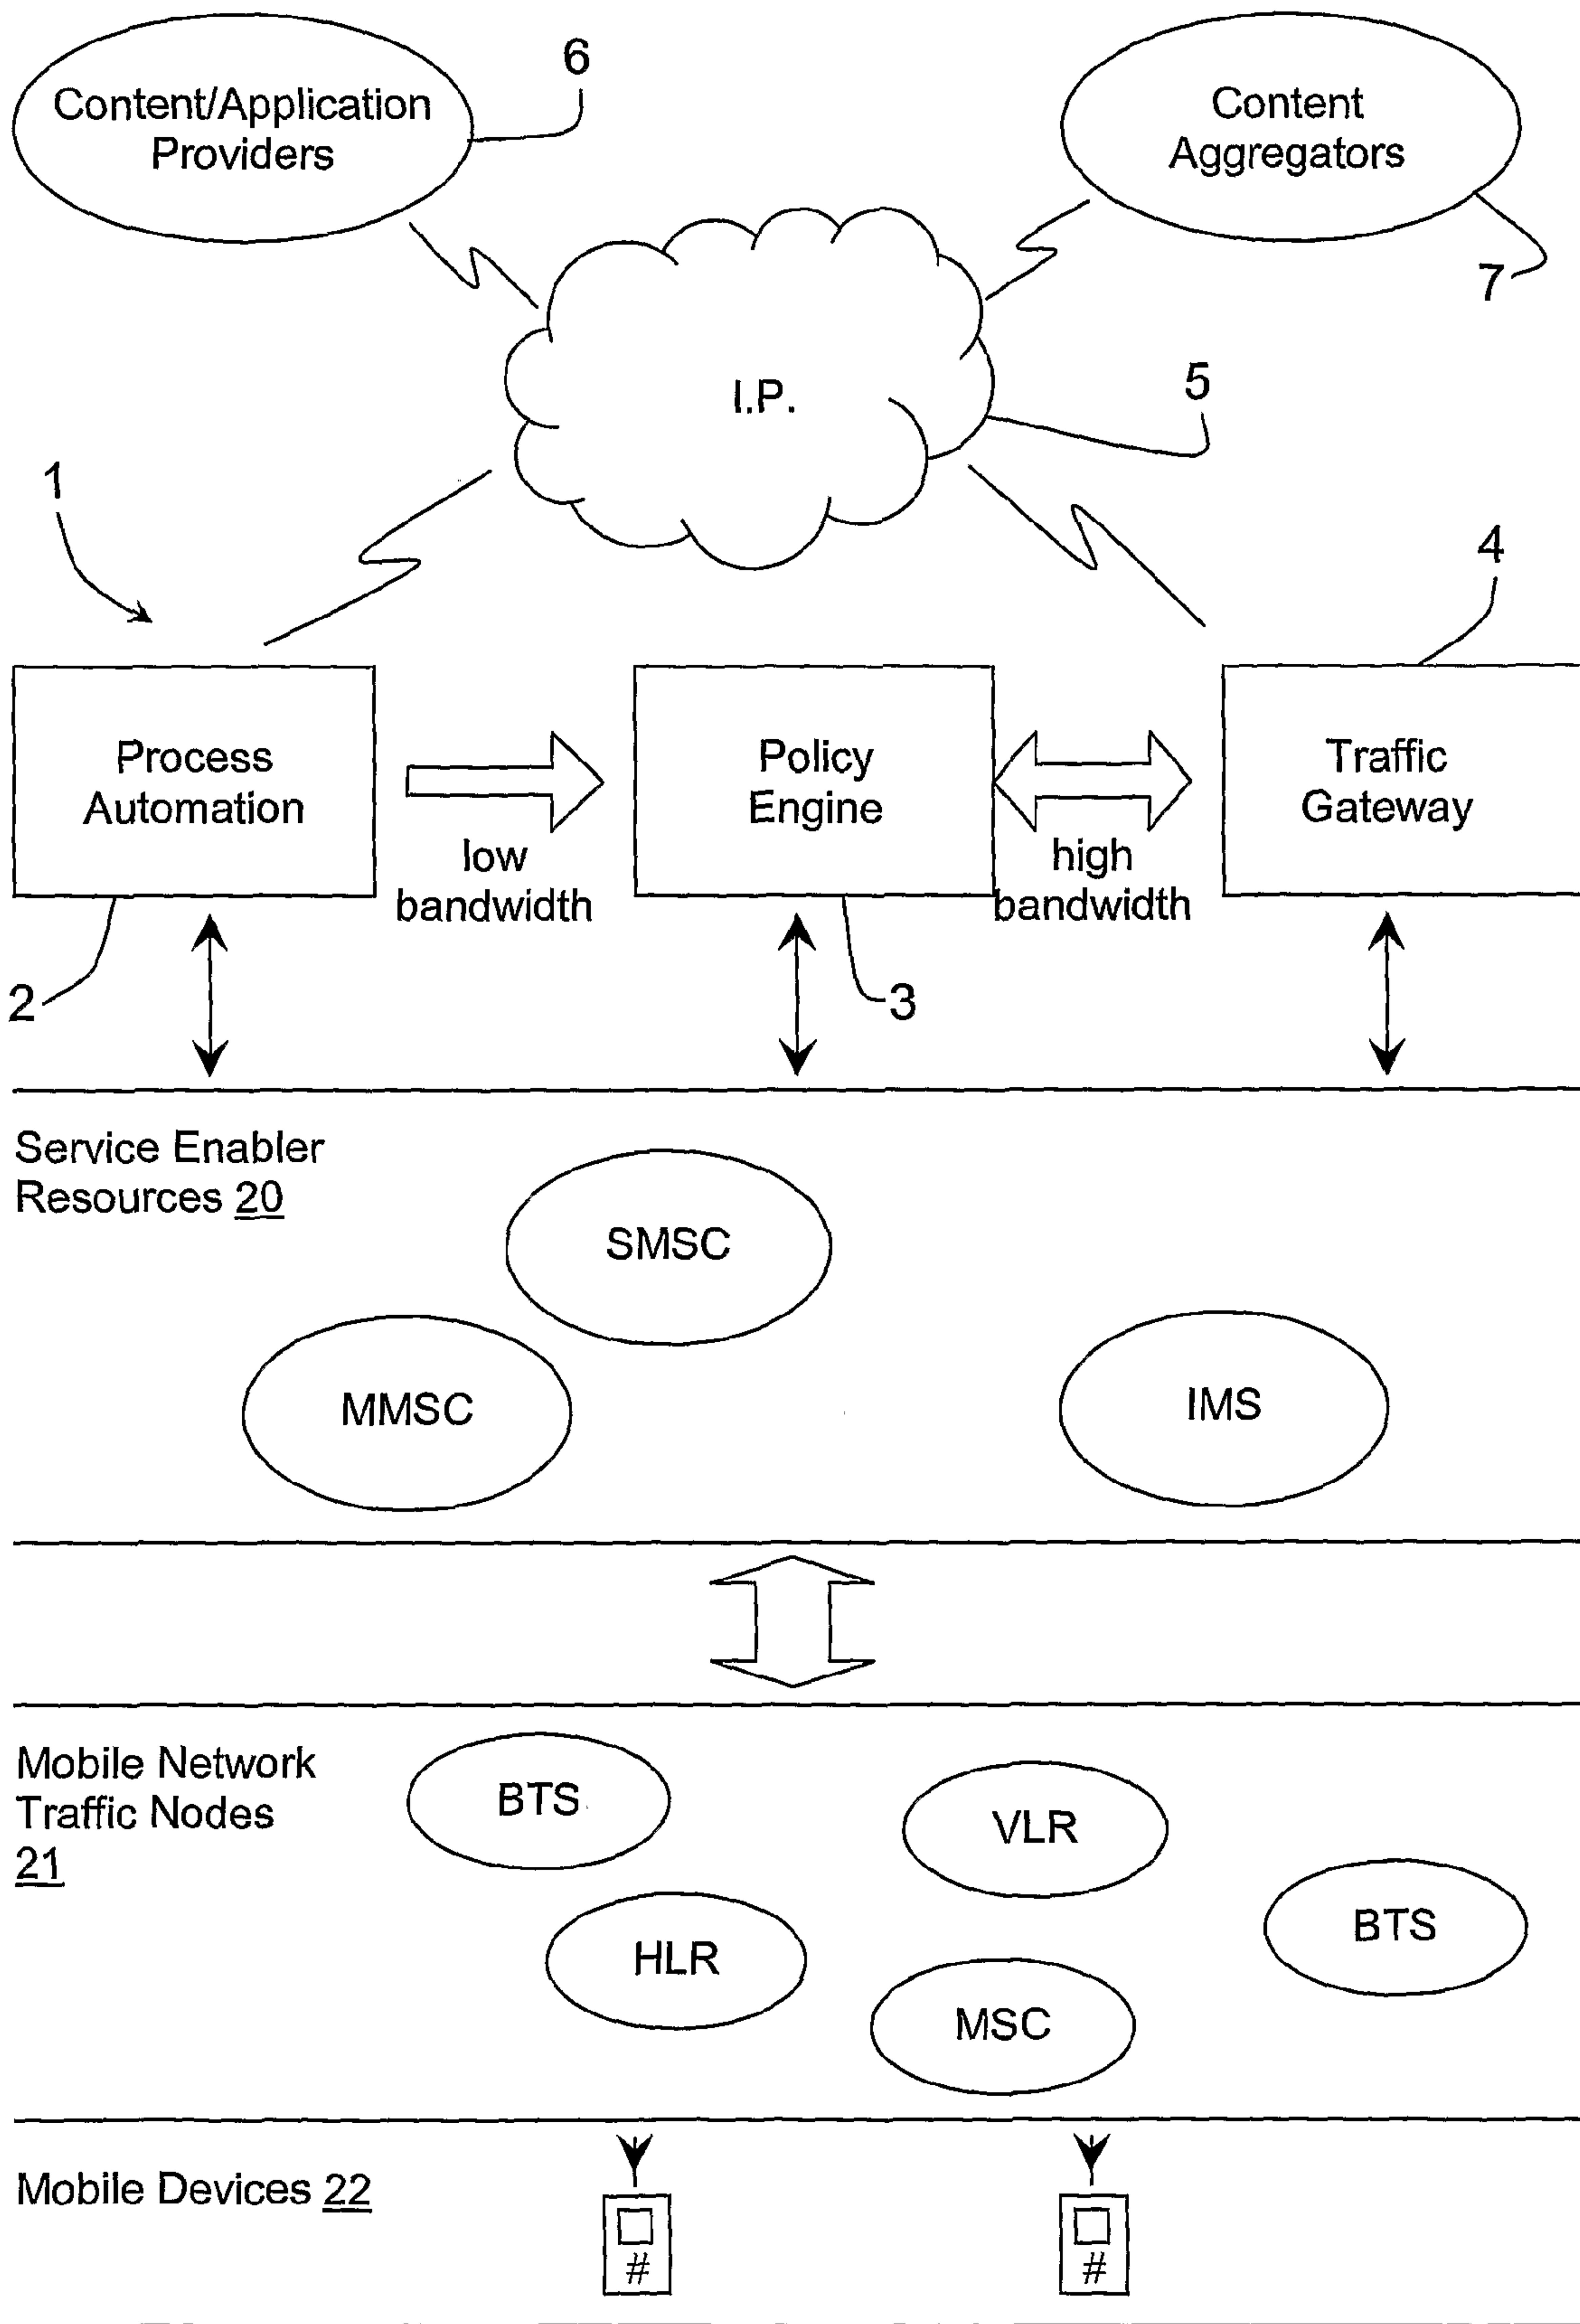 Content/Application
Providers
6
Content
Aggregators
7
I.P.
5
1
4
Process
Automation
low
bandwidth
Policy
Engine
high
bandwidth
Traffic
Gateway
2
3
Service Enabler
Resources 20
SMSC
MMSC
IMS
Mobile Network
Traffic Nodes
21
BTS
VLR
BTS
HLR
MSC
Mobile Devices 22
#
#